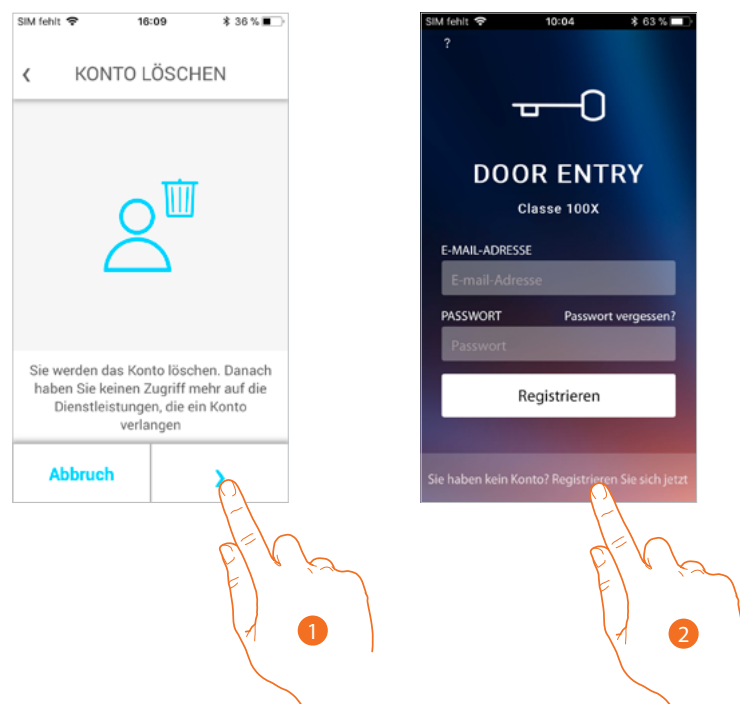 SIM fehlt 16:09 36 %
KONTO LÖSCHEN
Sie werden das Konto löschen. Danach
haben Sie keinen Zugriff mehr auf die
Dienstleistungen, die ein Konto
verlangen
Abbruch
1
SIM fehlt 10:04 63 %
?
DOOR ENTRY
Classe 100X
E-MAIL-ADRESSE
E-mail-Adresse
PASSWORT Passwort vergessen?
Passwort
Registrieren
Sie haben kein Konto? Registrieren Sie sich jetzt
2